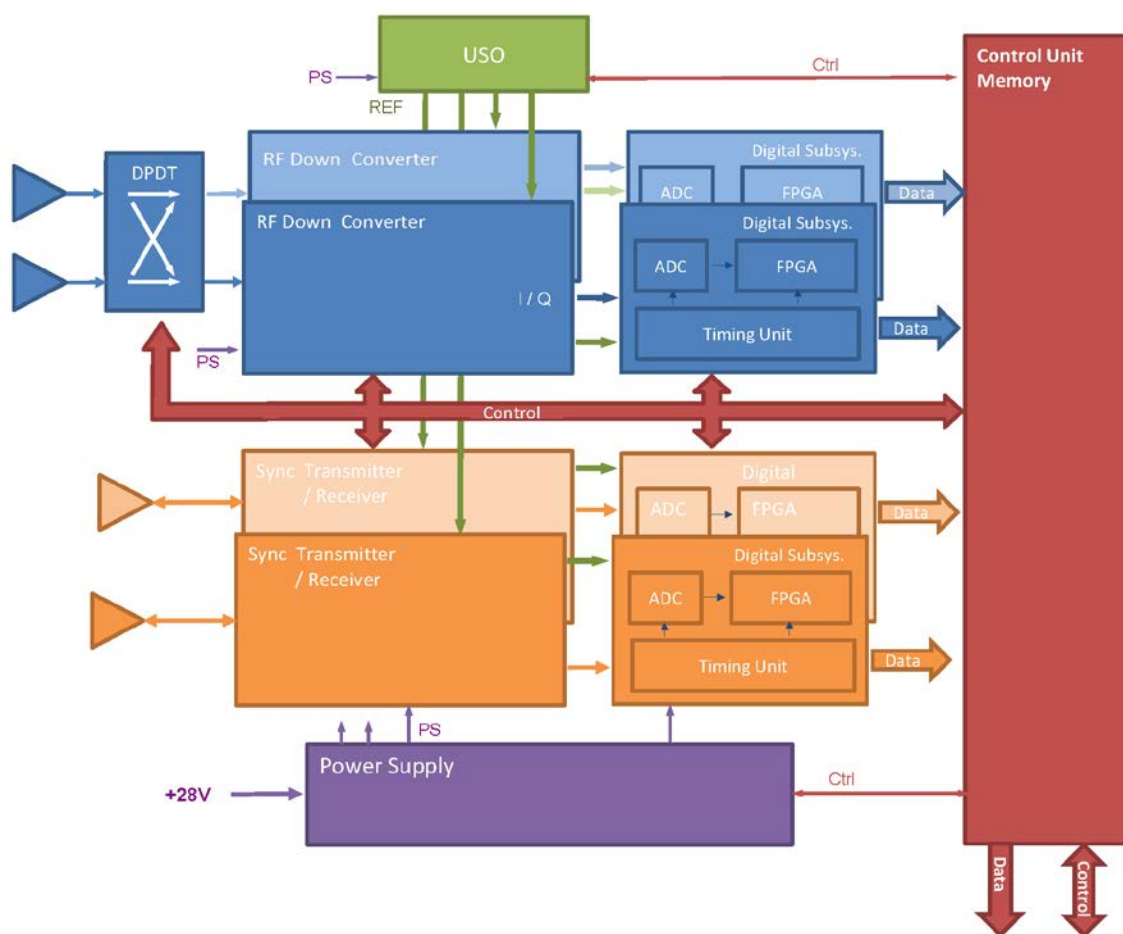 USO
Control Unit
Memory
PS
Ctrl
REF
RF Down Converter
Digital Subsys.
DPDT
ADC
FPGA
Data
RF Down Converter
Digital Subsys.
ADC
FPGA
I / Q
Timing Unit
Data
PS
Control
Sync Transmitter
/ Receiver
Digital
ADC
FPGA
Data
Sync Transmitter
/ Receiver
Digital Subsys.
ADC
FPGA
Timing Unit
Data
PS
Power Supply
+28V
Ctrl
Data
Control